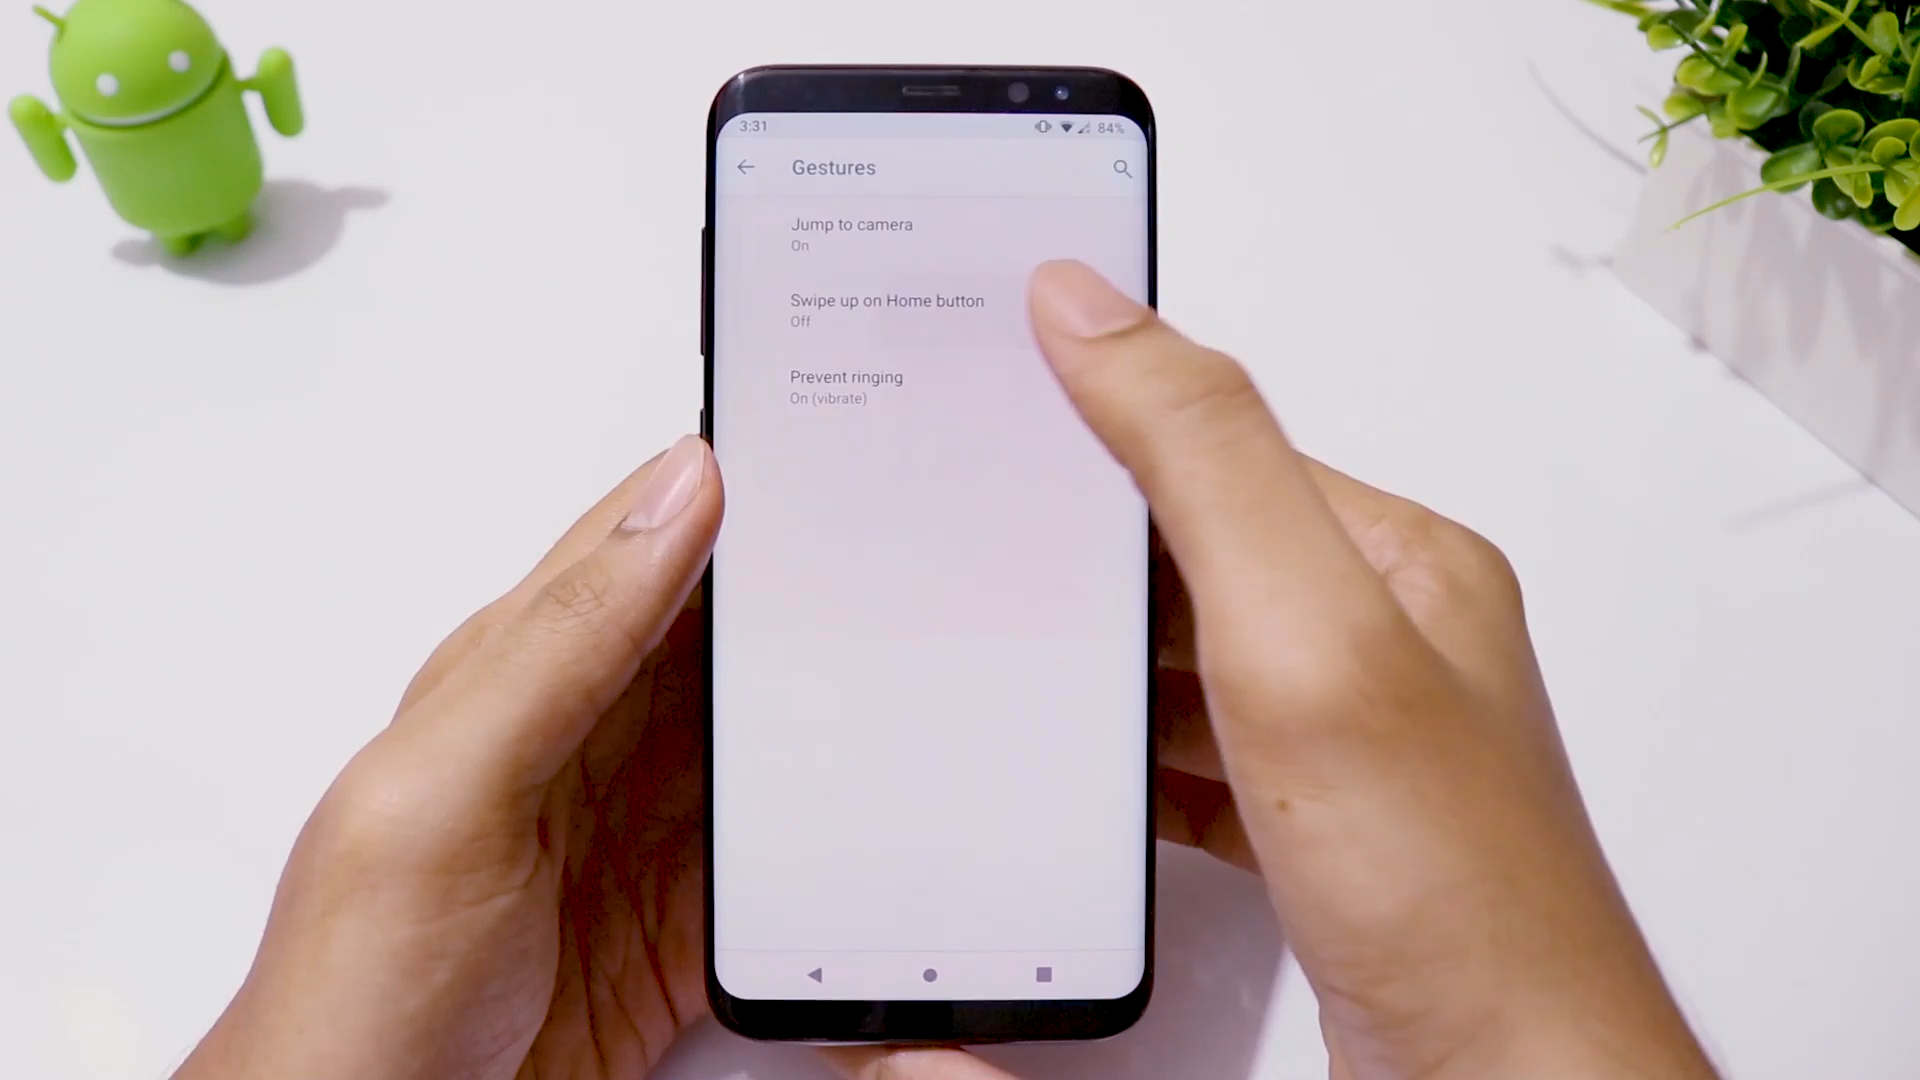 3:31
84%
Gestures
Jump to camera
On
Swipe up on Home button
Off
Prevent ringing
On (vibrate)